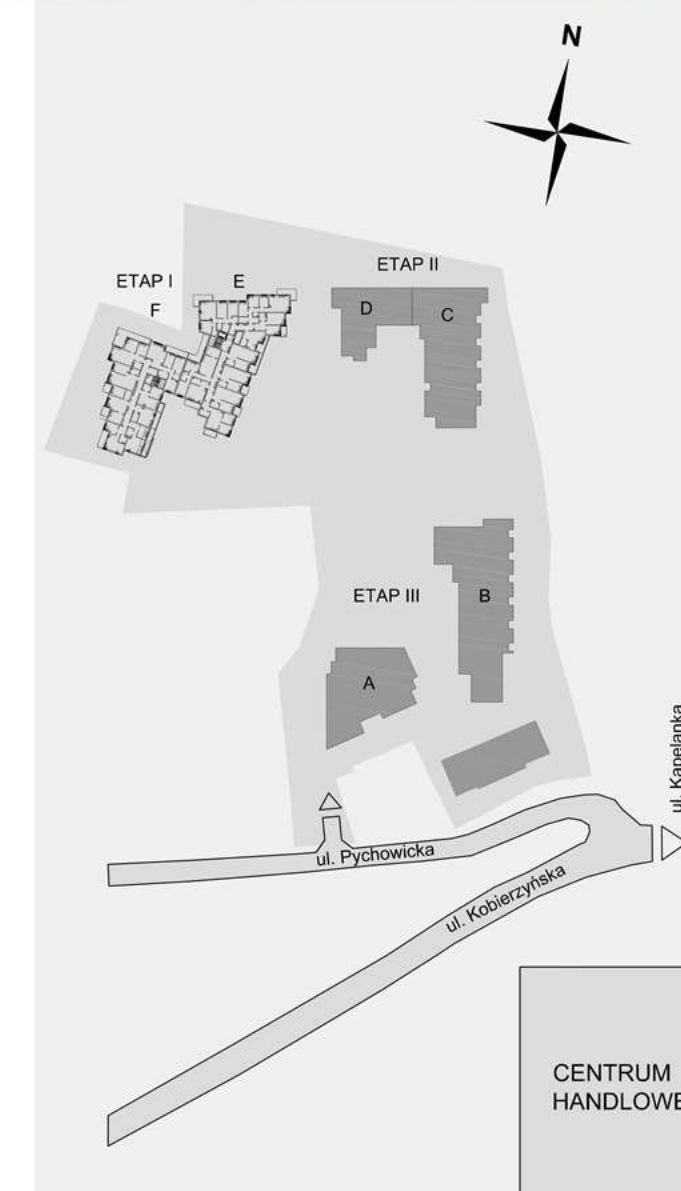 N
ETAP II
ETAP I
E
F
D
C
ETAP III
B
A
ul. Kapelanka
ul. Pychowicka
ul. Kobierzyńska
CENTRUM
HANDLOWE